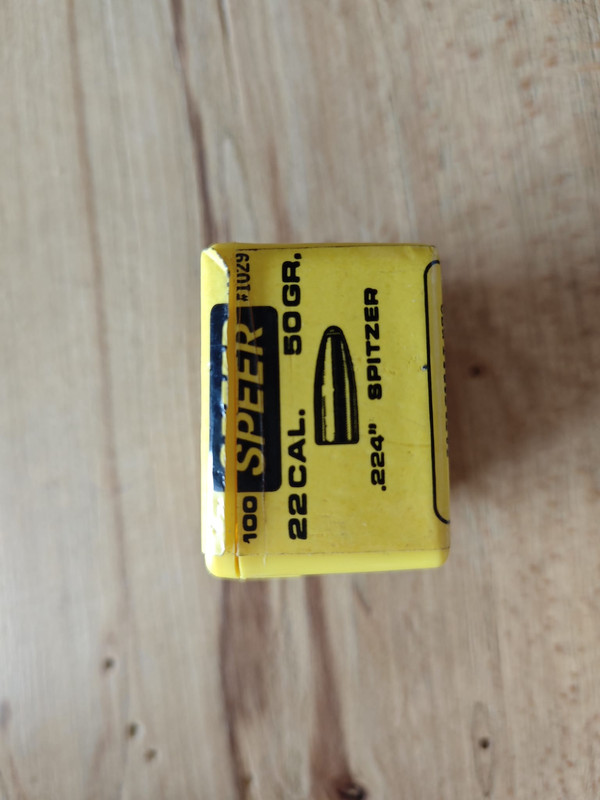 100 SPEER #1029
22 CAL. 50 GR.
.224" SPITZER